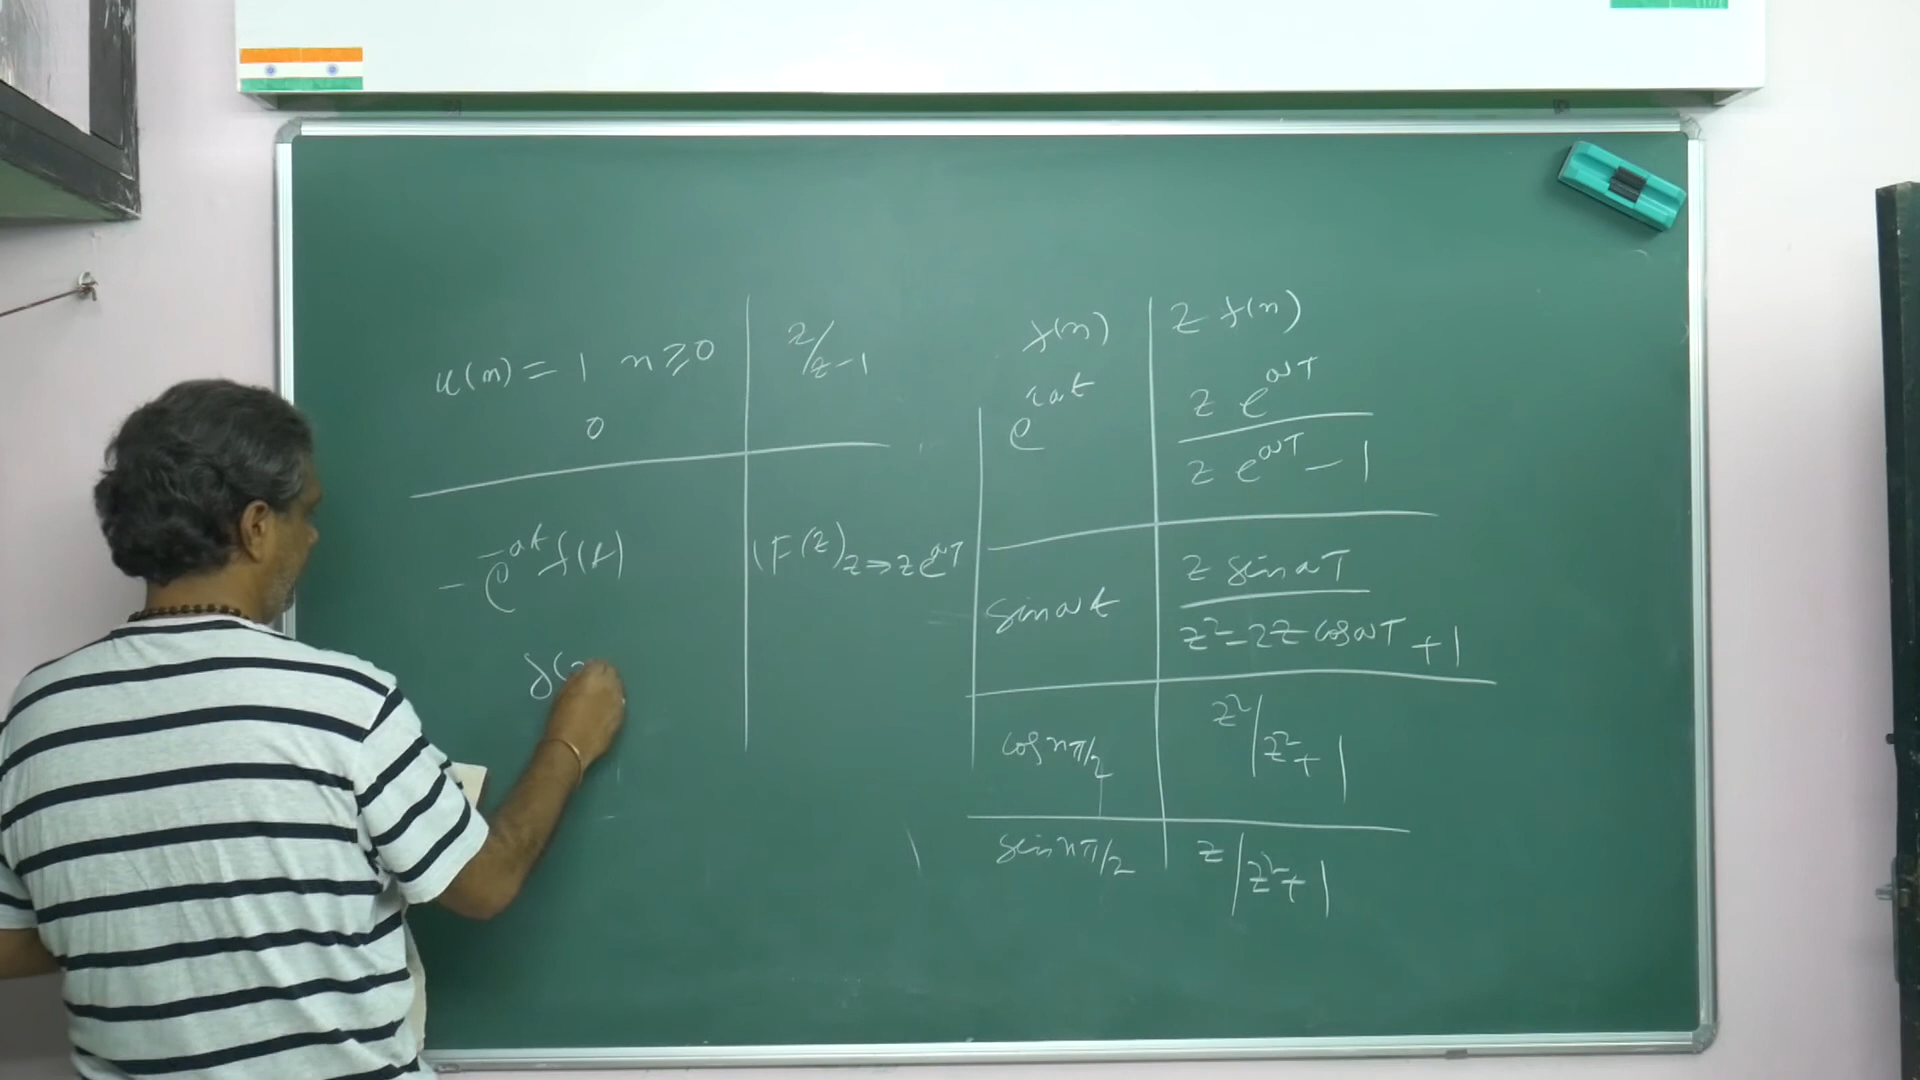 u(n) = 1 n ≥ 0
0
z/z-1
e^-at f(t)
(F(z)z→ze^aT
δ(n
f(n)
z f(n)
z e^aT
z e^aT - 1
sin at
z sin aT
z² - 2z cos aT + 1
cos nπ/2
z²/z² + 1
sin nπ/2
z/z² + 1